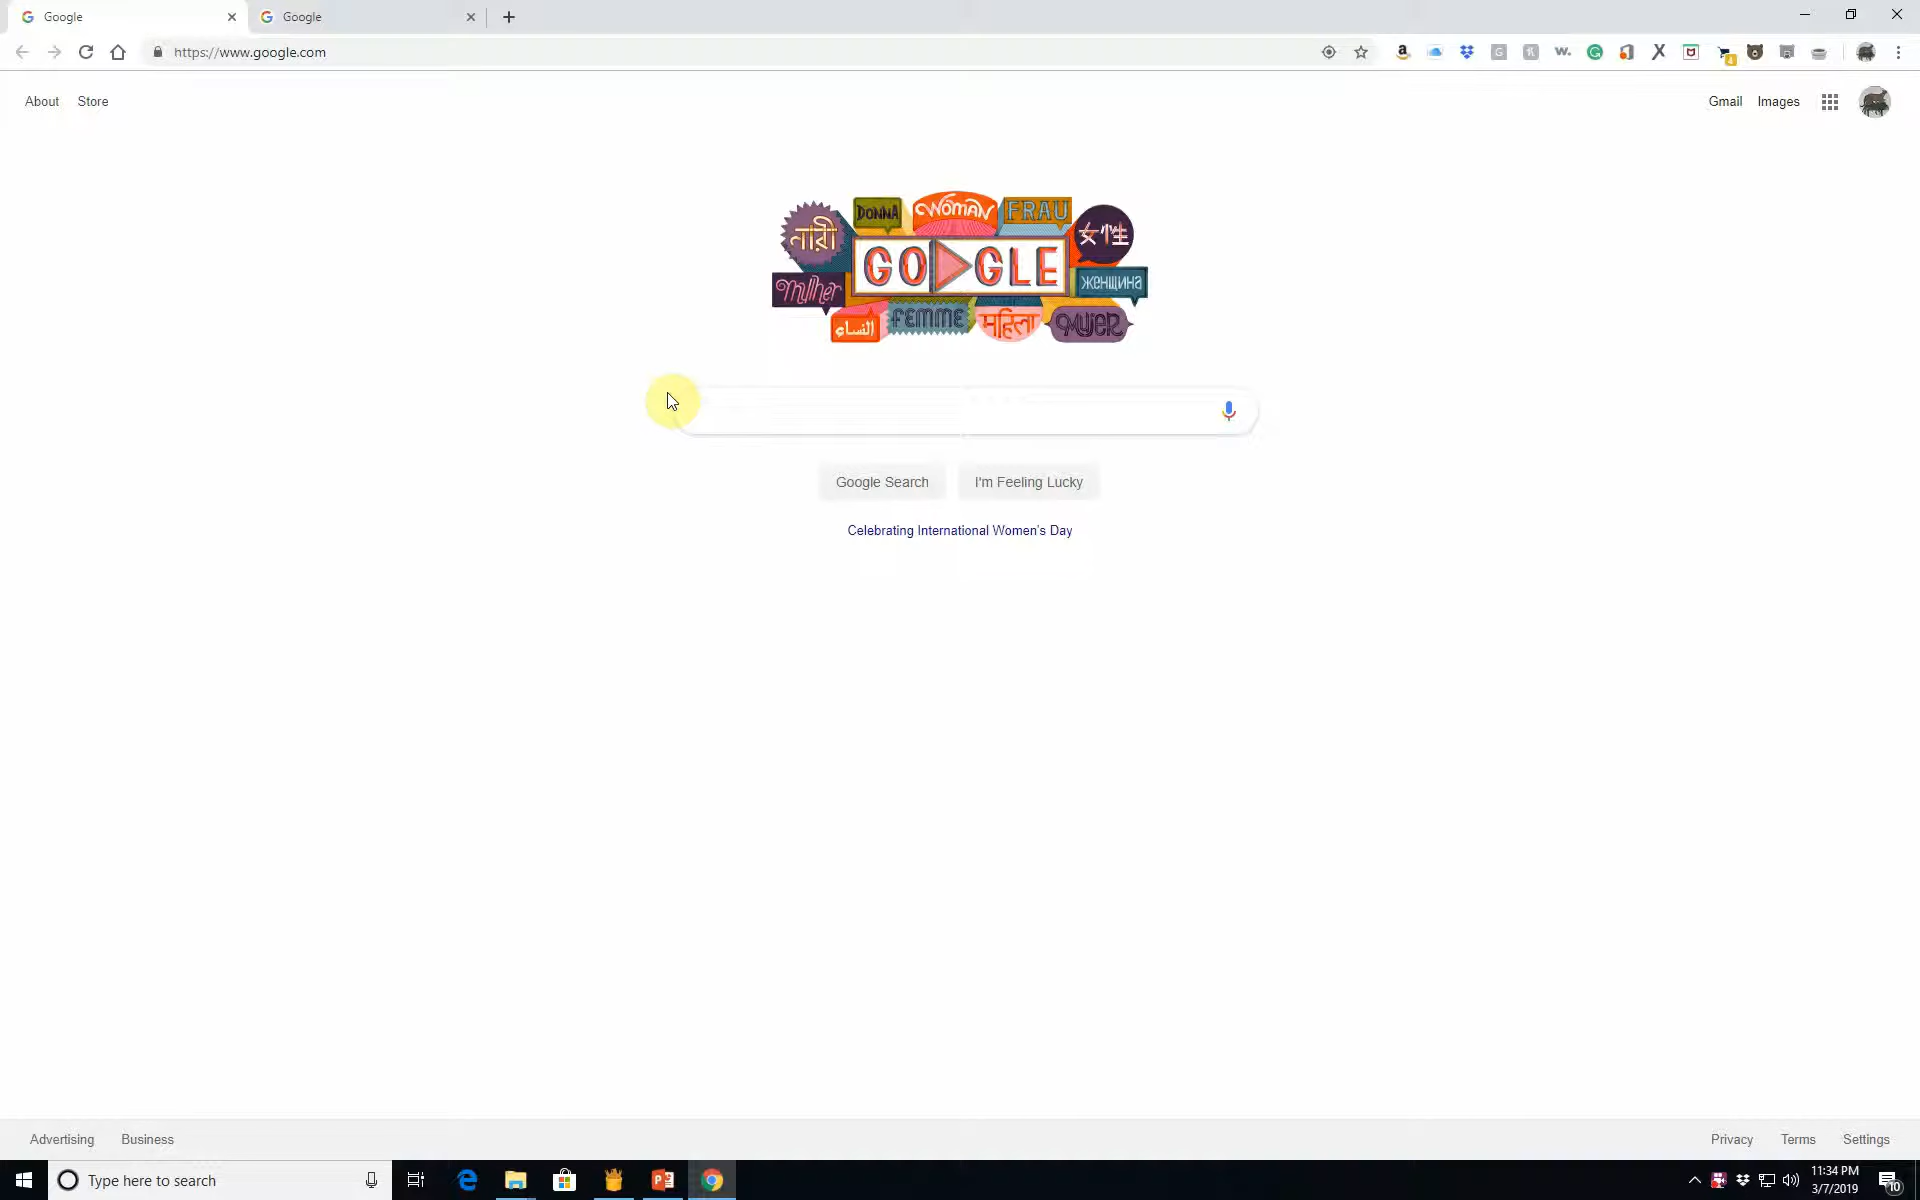 Google
Google
https://www.google.com
4
About
Store
Gmail
Images
নারী
DONNA
WOMAN
FRAU
女性
GOOGLE
Mulher
женщина
النساء
FEMME
महिला
MUJER
Google Search
I'm Feeling Lucky
Celebrating International Women's Day
Advertising
Business
Privacy
Terms
Settings
Type here to search
11:34 PM
3/7/2019
10